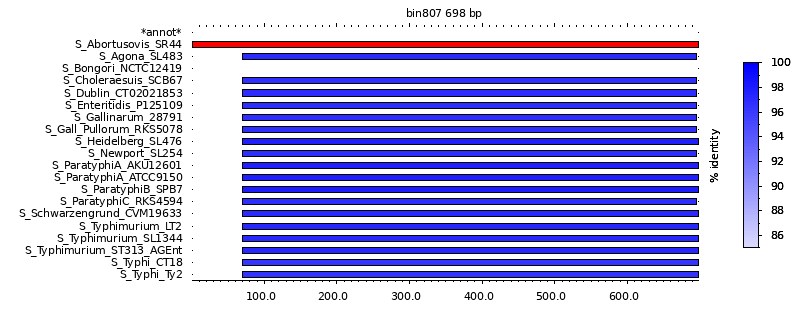 bin807 698 bp
*annot*
S_Abortusovis_SR44
S_Agona_SL483
S_Bongori_NCTC12419
S_Choleraesuis_SCB67
S_Dublin_CT02021853
S_Enteritidis_P125109
S_Gallinarum_28791
S_Gall_Pullorum_RKS5078
S_Heidelberg_SL476
S_Newport_SL254
S_ParatyphiA_AKU12601
S_ParatyphiA_ATCC9150
S_ParatyphiB_SPB7
S_ParatyphiC_RKS4594
S_Schwarzengrund_CVM19633
S_Typhimurium_LT2
S_Typhimurium_SL1344
S_Typhimurium_ST313_AGEnt
S_Typhi_CT18
S_Typhi_Ty2
100.0 200.0 300.0 400.0 500.0 600.0
% identity
100
98
96
94
92
90
88
86